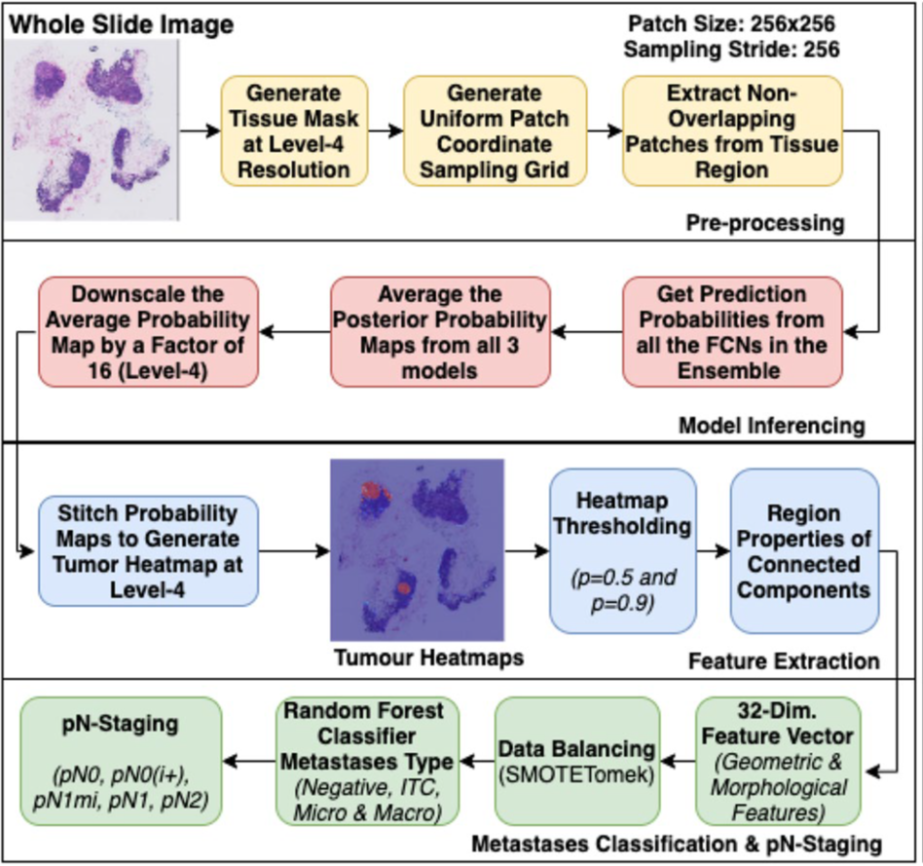 Whole Slide Image
Patch Size: 256x256
Sampling Stride: 256
Generate
Tissue Mask
at Level-4
Resolution
Generate
Uniform Patch
Coordinate
Sampling Grid
Extract Non-
Overlapping
Patches from Tissue
Region
Pre-processing
Downscale the
Average Probability
Map by a Factor of
16 (Level-4)
Average the
Posterior Probability
Maps from all 3
models
Get Prediction
Probabilities from
all the FCNs in the
Ensemble
Model Inferencing
Stitch Probability
Maps to Generate
Tumor Heatmap at
Level-4
Tumour Heatmaps
Heatmap
Thresholding
(p=0.5 and
p=0.9)
Region
Properties of
Connected
Components
Feature Extraction
pN-Staging
(pN0, pN0(i+),
pN1mi, pN1, pN2)
Random Forest
Classifier
Metastases Type
(Negative, ITC,
Micro & Macro)
Data Balancing
(SMOTETomek)
32-Dim.
Feature Vector
(Geometric &
Morphological
Features)
Metastases Classification & pN-Staging